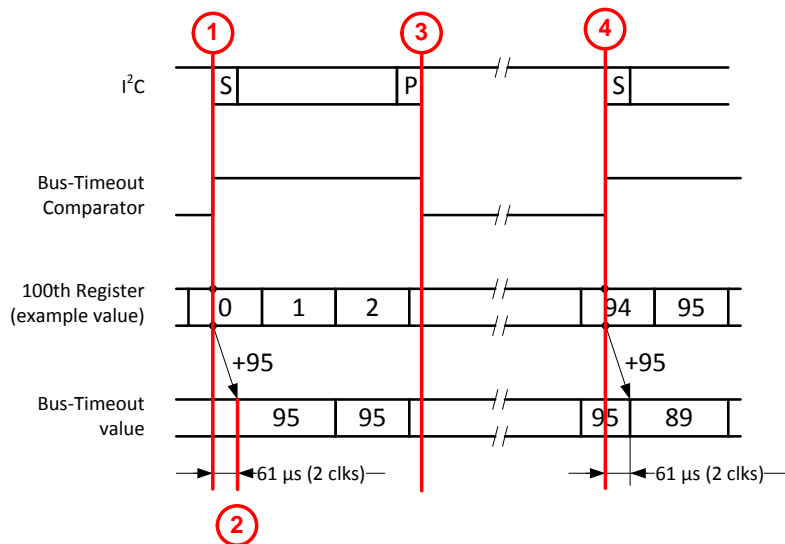 1 3 4
I²C S P S
Bus-Timeout
Comparator
100th Register
(example value)
0 1 2 94 95
+95 +95
Bus-Timeout
value
95 95 95 89
61 µs (2 clks) 61 µs (2 clks)
2